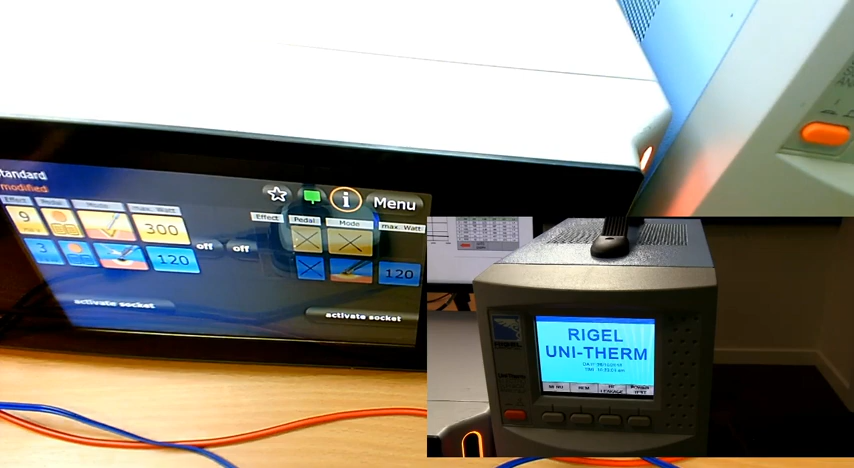 tandard
modified
Menu
Effect Pedal Mode max. Watt
9 300
3 120
off off
Effect Pedal Mode max. Watt
120
activate socket
activate socket
RIGEL
UNI-THERM